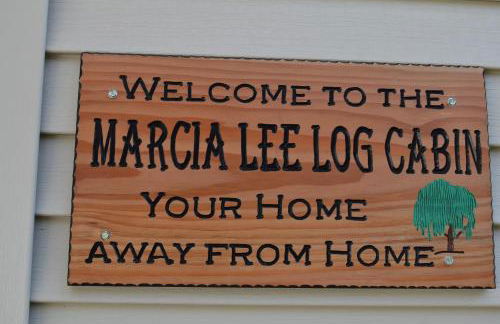 Welcome to the
MARCIA LEE LOG CABIN
Your Home
away from Home